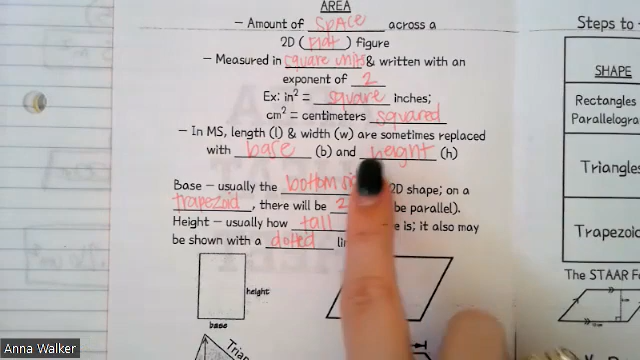 AREA
– Amount of space across a
2D (flat) figure
– Measured in square units & written with an
exponent of 2
Ex: in² = square inches;
cm² = centimeters squared
– In MS, length (l) & width (w) are sometimes replaced
with base (b) and height (h)
Base – usually the bottom 2D shape; on a
trapezoid, there will be 2 be parallel).
Height – usually how tall is; it also may
be shown with a dotted
height
base
Steps to
SHAPE
Rectangles
Triangles
The STAAR
Anna Walker